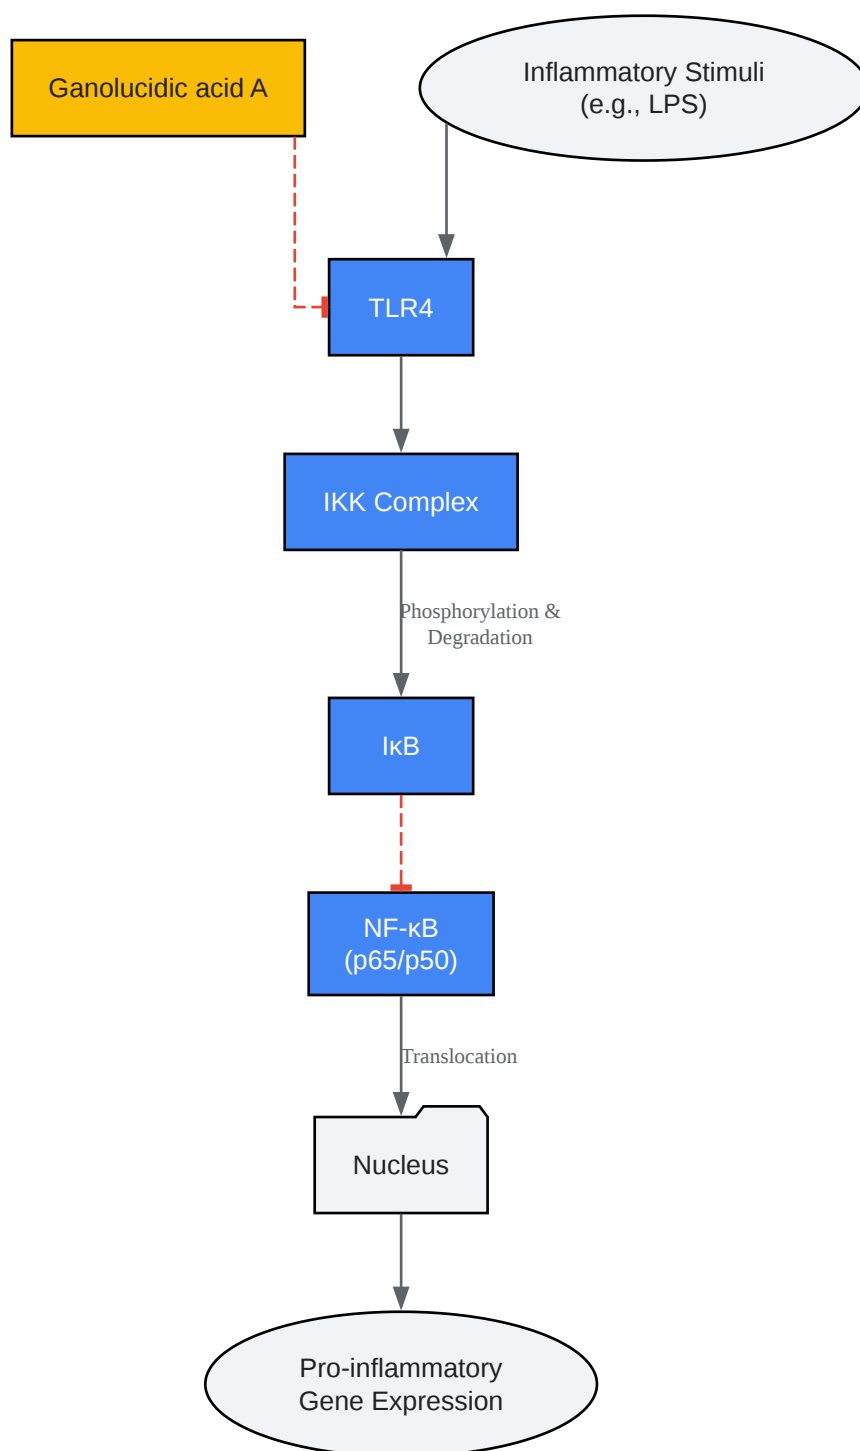 Ganolucidic acid A
Inflammatory Stimuli
(e.g., LPS)
TLR4
IKK Complex
Phosphorylation &
Degradation
IκB
NF-κB
(p65/p50)
Translocation
Nucleus
Pro-inflammatory
Gene Expression